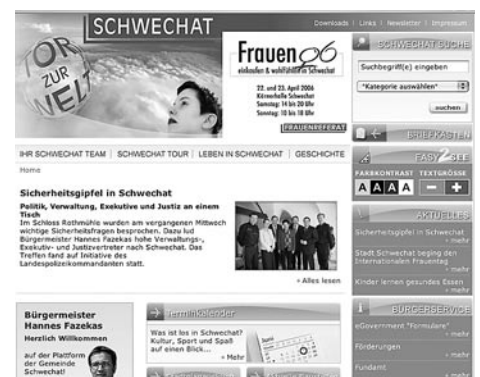 SCHWECHAT
Downloads | Links | Newsletter | Impressum
TOR
ZUR
WELT
Frauen 06
einkaufen & wohlfühlen in Schwechat
22. und 23. April 2006
Körnerhalle Schwechat
Samstag: 14 bis 20 Uhr
Sonntag: 10 bis 18 Uhr
FRAUENREFERAT
SCHWECHAT SUCHE
Suchbegriff(e) eingeben
*Kategorie auswählen*
suchen
BRIEFKASTEN
EASY2SEE
FARBKONTRAST TEXTGRÖSSE
A A A A − +
IHR SCHWECHAT TEAM | SCHWECHAT TOUR | LEBEN IN SCHWECHAT | GESCHICHTE
Home
Sicherheitsgipfel in Schwechat
Politik, Verwaltung, Exekutive und Justiz an einem
Tisch
Im Schloss Rothmühle wurden am vergangenen Mittwoch
wichtige Sicherheitsfragen besprochen. Dazu lud
Bürgermeister Hannes Fazekas hohe Verwaltungs-,
Exekutiv- und Justizvertreter nach Schwechat. Das
Treffen fand auf Initiative des
Landespolizeikommandanten statt.
» Alles lesen
AKTUELLES
Sicherheitsgipfel in Schwechat
» mehr
Stadt Schwechat beging den
Internationalen Frauentag
» mehr
Kinder lernen gesundes Essen
» mehr
BÜRGERSERVICE
eGovernment "Formulare"
» mehr
Förderungen
» mehr
Fundamt
» mehr
Bürgermeister
Hannes Fazekas
Herzlich Willkommen
auf der Plattform
der Gemeinde
Schwechat!
Terminkalender
Was ist los in Schwechat?
Kultur, Sport und Spaß
auf einen Blick...
» Mehr
Juni